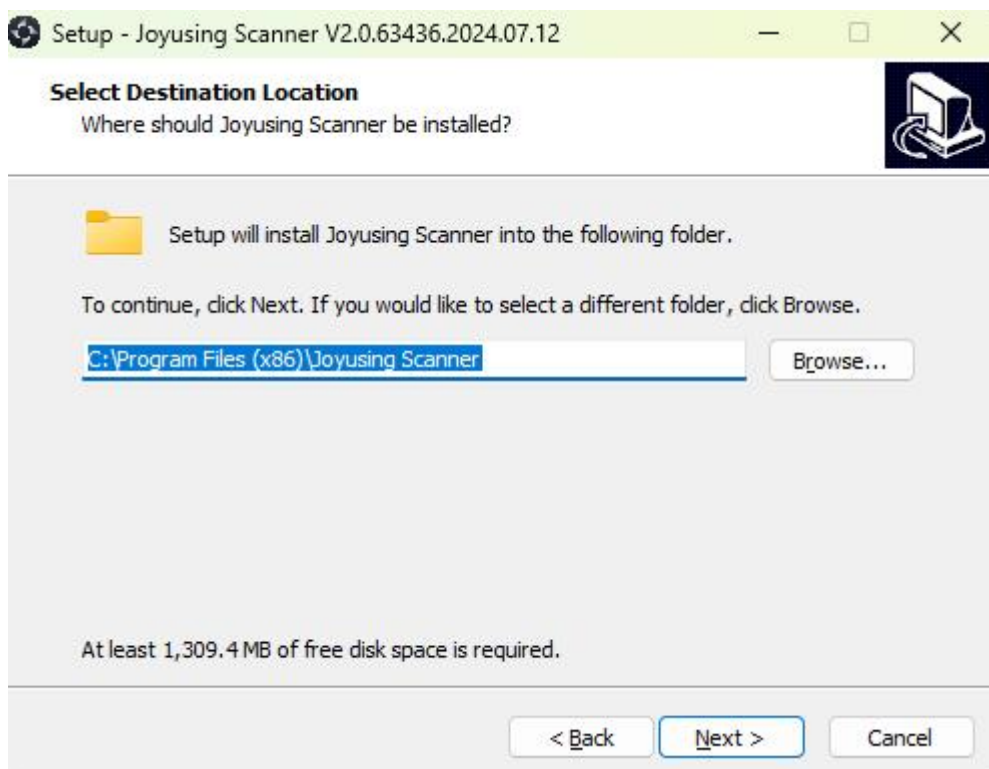 Setup - Joyusing Scanner V2.0.63436.2024.07.12
Select Destination Location
Where should Joyusing Scanner be installed?
Setup will install Joyusing Scanner into the following folder.
To continue, click Next. If you would like to select a different folder, click Browse.
C:\Program Files (x86)\Joyusing Scanner
Browse...
At least 1,309.4 MB of free disk space is required.
< Back
Next >
Cancel